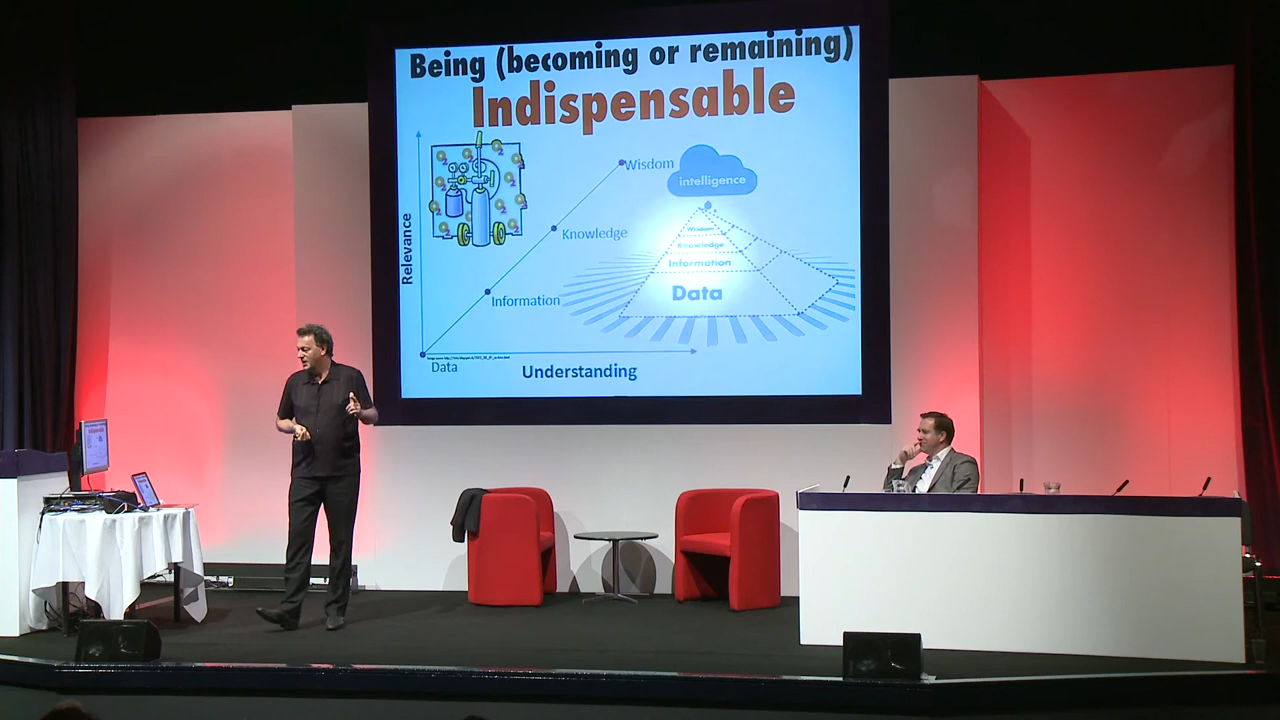 Being (becoming or remaining)
Indispensable
Wisdom
intelligence
Wisdom
Knowledge
Knowledge
Relevance
Information
Information
Data
Data
Understanding